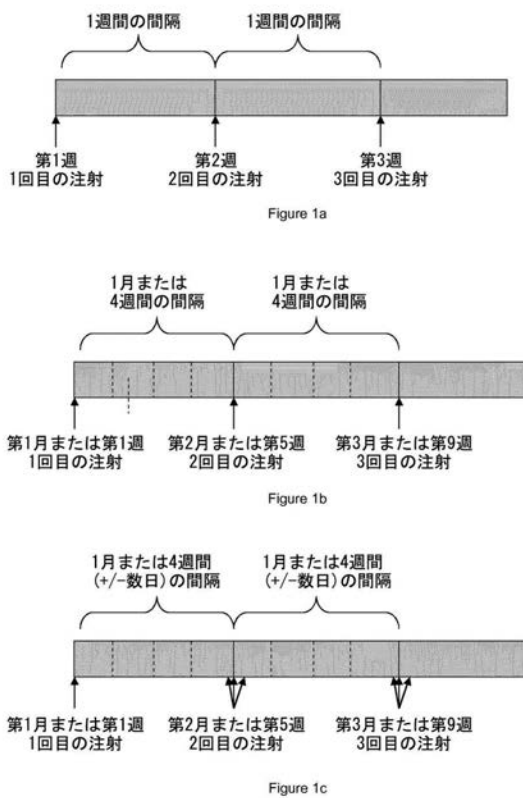 1週間の間隔 1週間の間隔
第1週 第2週 第3週
1回目の注射 2回目の注射 3回目の注射
Figure 1a
1月または 1月または
4週間の間隔 4週間の間隔
第1月または第1週 第2月または第5週 第3月または第9週
1回目の注射 2回目の注射 3回目の注射
Figure 1b
1月または4週間 1月または4週間
(+/-数日)の間隔 (+/-数日)の間隔
第1月または第1週 第2月または第5週 第3月または第9週
1回目の注射 2回目の注射 3回目の注射
Figure 1c